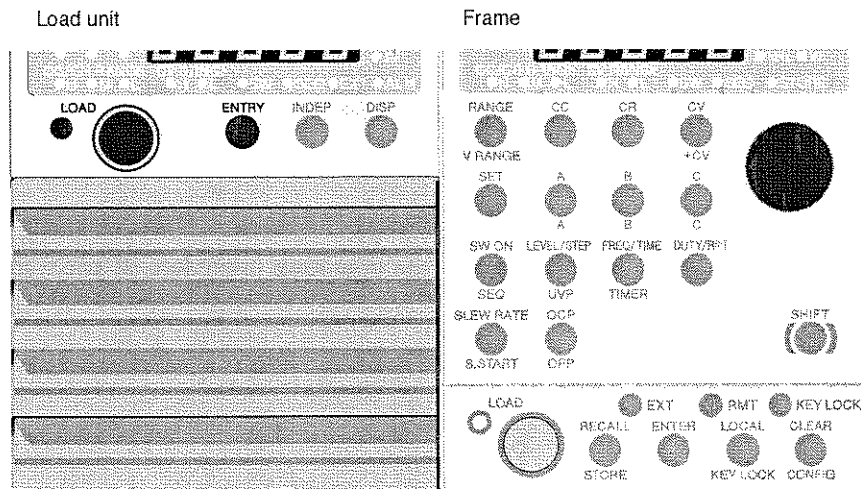 Load unit
LOAD ENTRY INDEP DISP
Frame
RANGE CC CR CV
V RANGE +CV
SET A B C
A B C
SW ON LEVEL/STEP FREQ/TIME DUTY/RPT
SEQ UVP TIMER
SLEW RATE OCP SHIFT
S.START OPP
LOAD EXT RMT KEY LOCK
RECALL ENTER LOCAL CLEAR
STORE KEY LOCK CONFIG